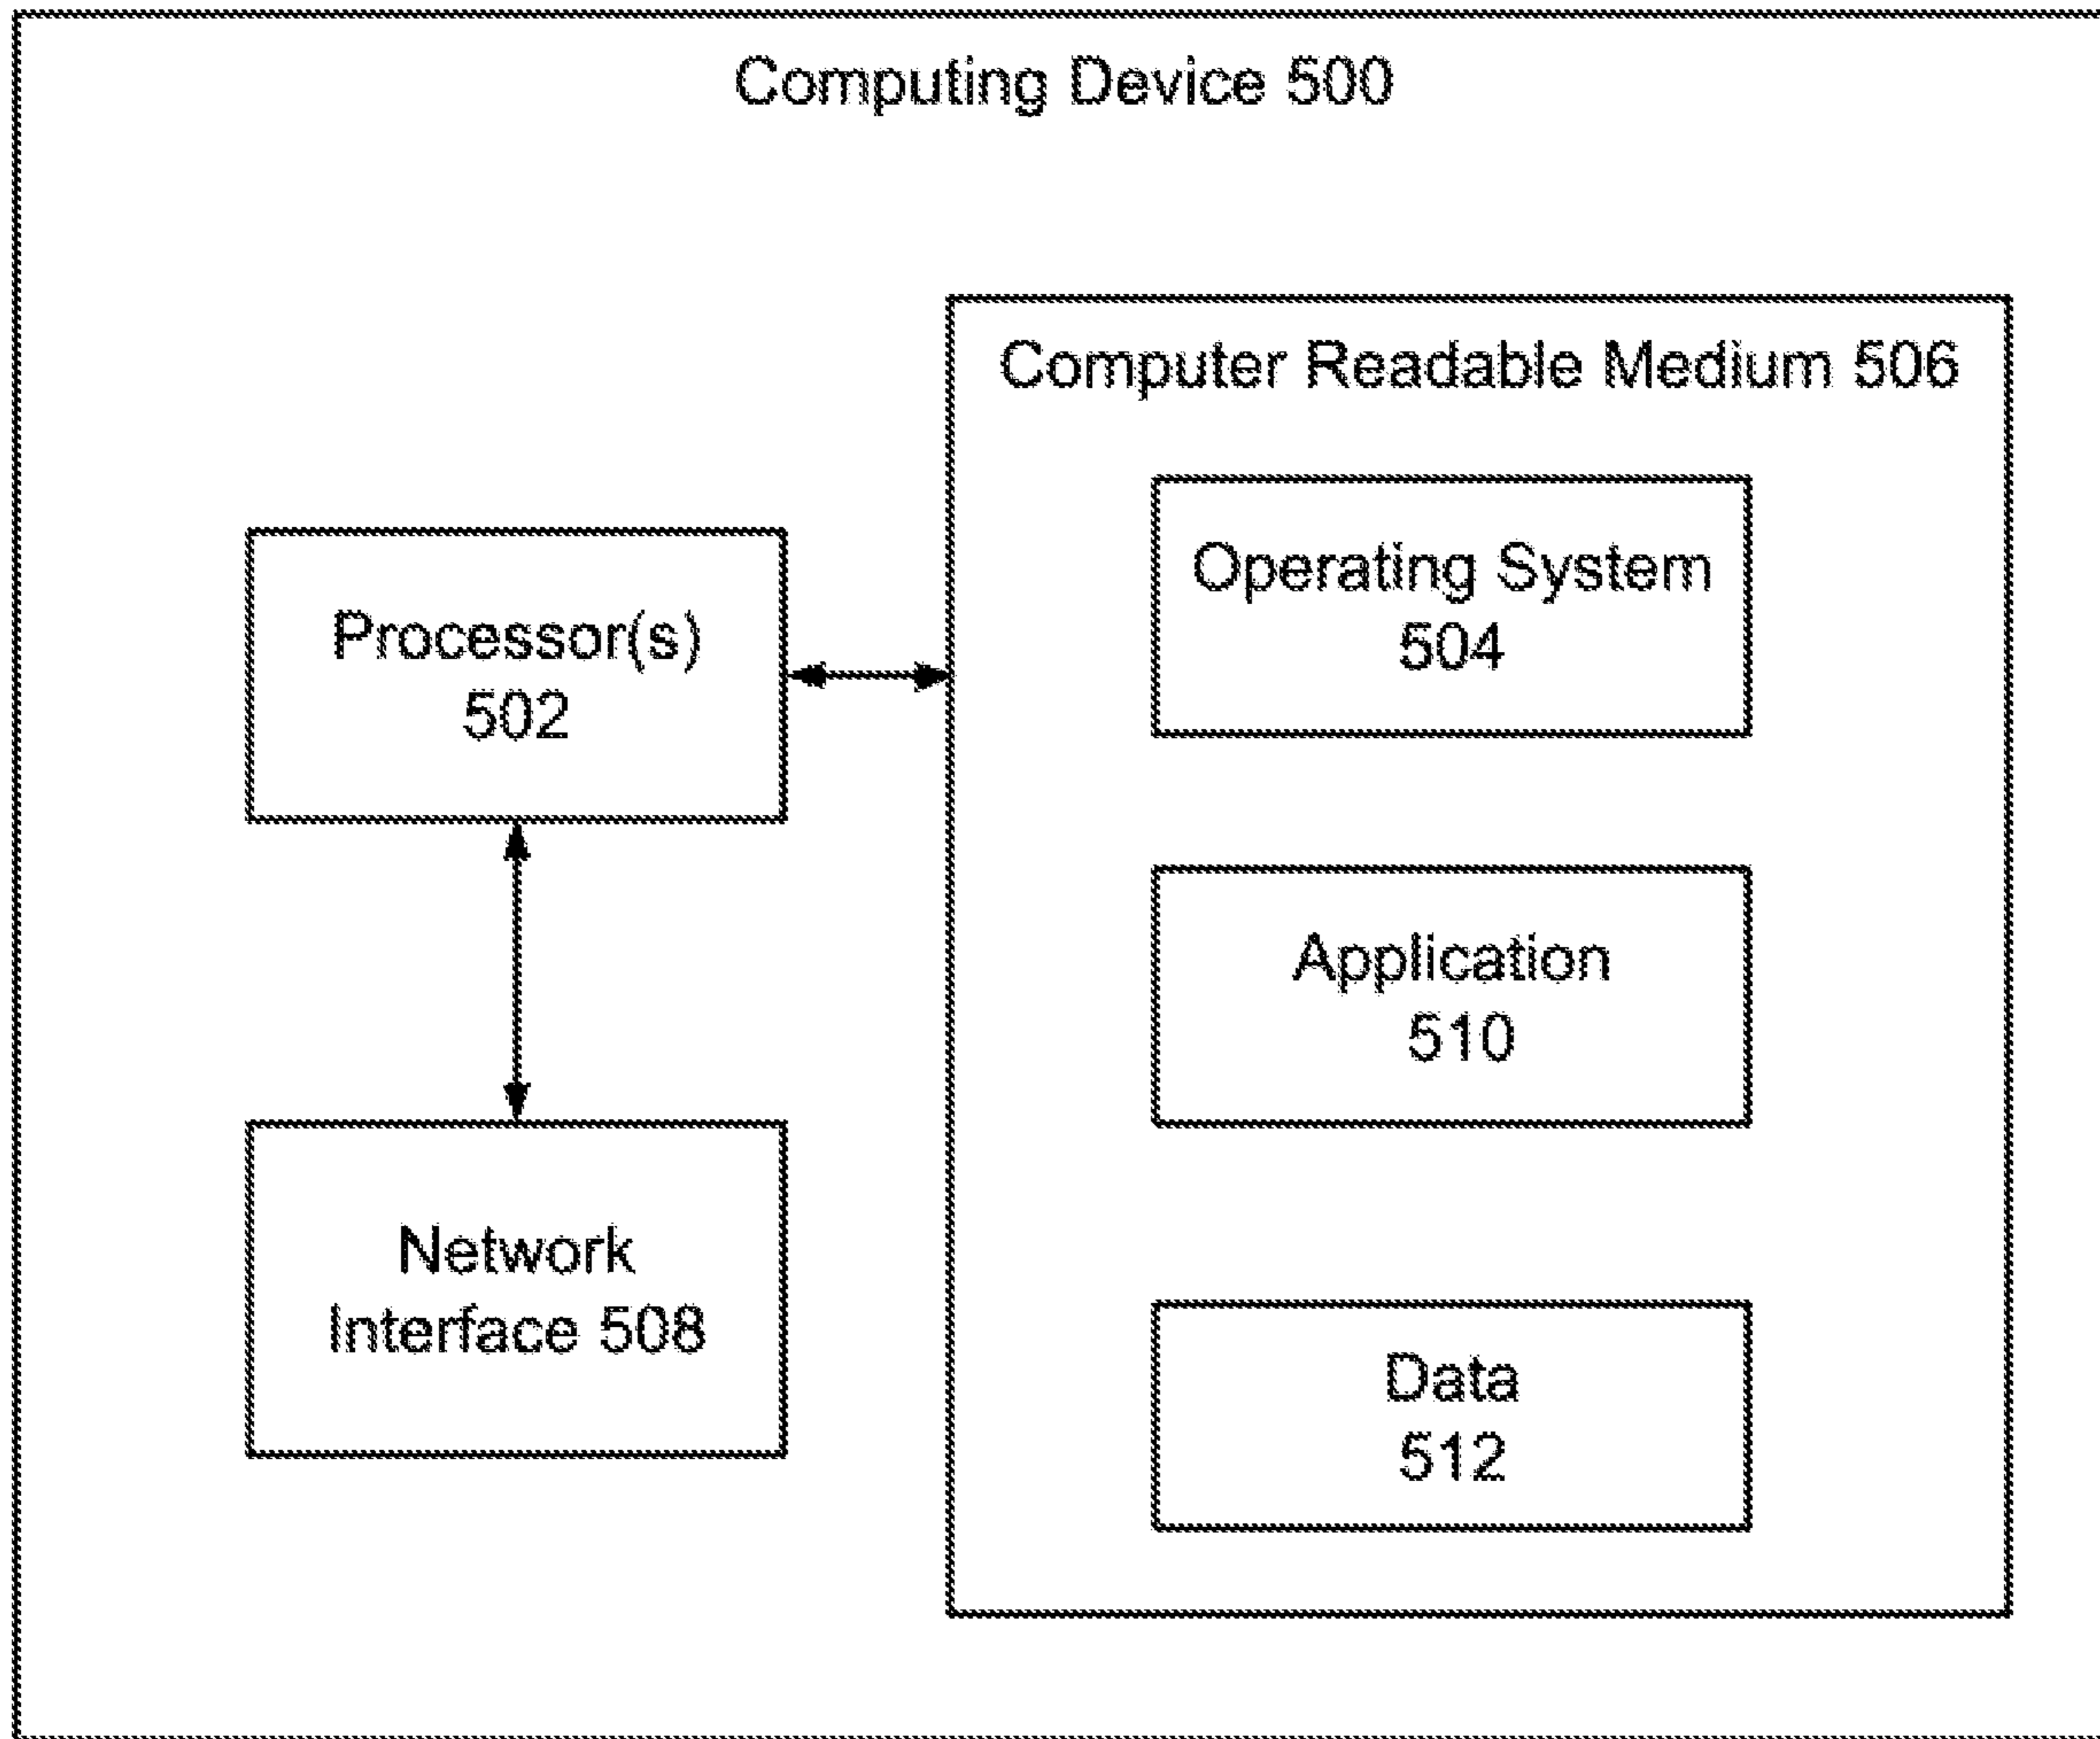 Computing Device 500
Computer Readable Medium 506
Operating System
504
Processor(s)
502
Application
510
Network
Interface 508
Data
512